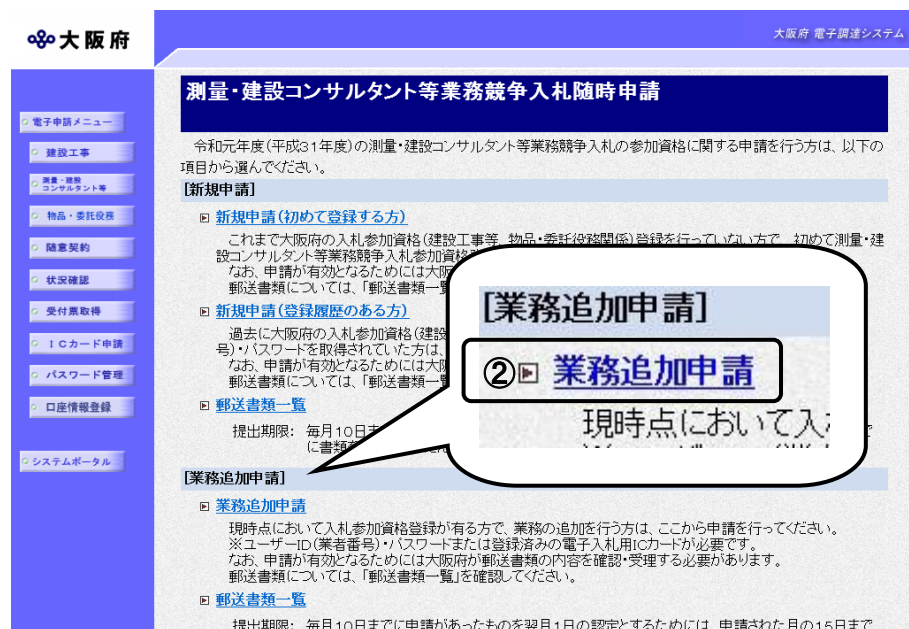 大阪府
大阪府 電子調達システム
電子申請メニュー
建設工事
測量・建設
コンサルタント等
物品・委託役務
随意契約
状況確認
受付票取得
ICカード申請
パスワード管理
口座情報登録
システムポータル
測量・建設コンサルタント等業務競争入札随時申請
令和元年度(平成31年度)の測量・建設コンサルタント等業務競争入札の参加資格に関する申請を行う方は、以下の
項目から選んでください。
[新規申請]
新規申請(初めて登録する方)
これまで大阪府の入札参加資格(建設工事等、物品・委託役務関係)登録を行っていない方で、初めて測量・建
設コンサルタント等業務競争入札参加資格
なお、申請が有効となるためには大阪
郵送書類については、「郵送書類一覧
新規申請(登録履歴のある方)
過去に大阪府の入札参加資格(建設
号)・パスワードを取得されていた方は、
なお、申請が有効となるためには大阪
郵送書類については、「郵送書類一覧
郵送書類一覧
提出期限: 毎月10日ま
に書類
[業務追加申請]
② 業務追加申請
現時点において入
[業務追加申請]
業務追加申請
現時点において入札参加資格登録が有る方で、業務の追加を行う方は、ここから申請を行ってください。
※ユーザーID(業者番号)・パスワードまたは登録済みの電子入札用ICカードが必要です。
なお、申請が有効となるためには大阪府が郵送書類の内容を確認・受理する必要があります。
郵送書類については、「郵送書類一覧」を確認してください。
郵送書類一覧
提出期限: 毎月10日までに申請があったものを翌月1日の認定とするためには、申請された月の15日まで